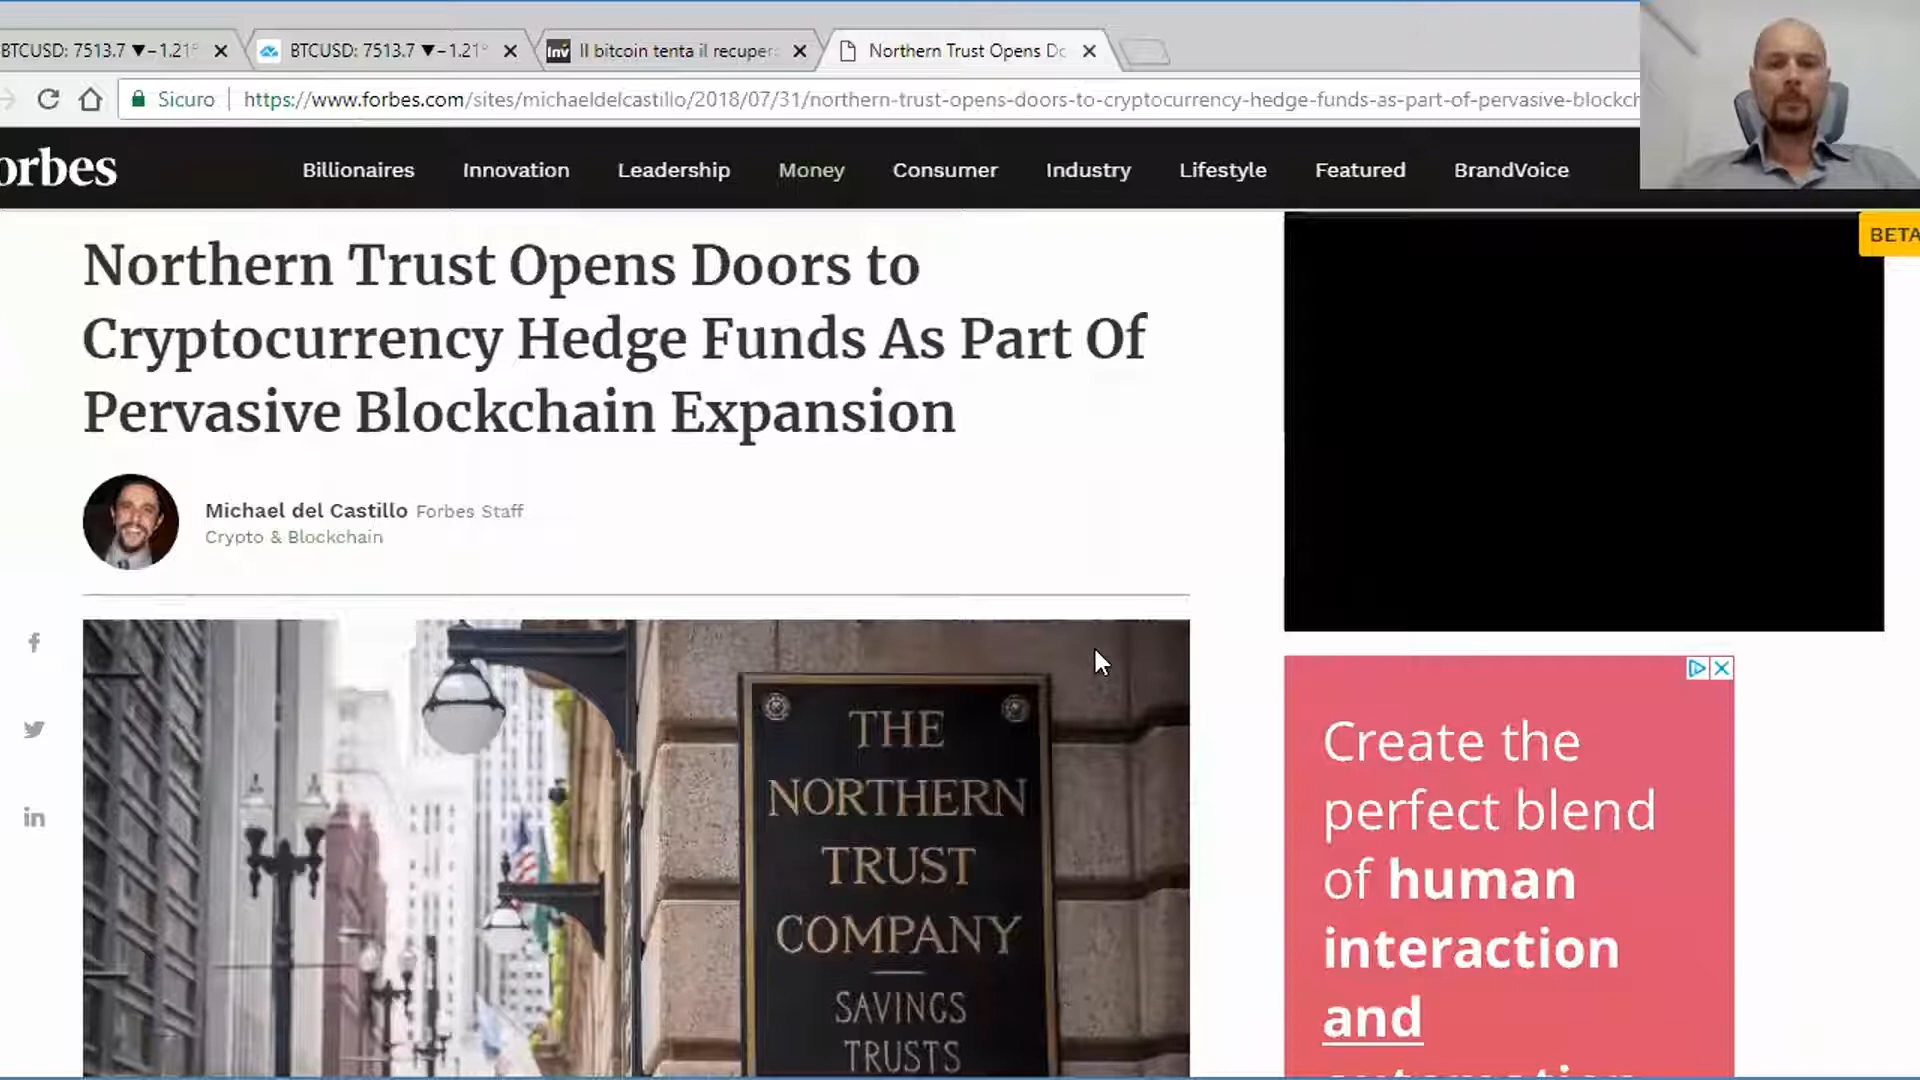 BTCUSD: 7513.7 ▼−1.21
BTCUSD: 7513.7 ▼−1.21
Inv
Il bitcoin tenta il recuper
Northern Trust Opens Do
Sicuro
https://www.forbes.com/sites/michaeldelcastillo/2018/07/31/northern-trust-opens-doors-to-cryptocurrency-hedge-funds-as-part-of-pervasive-blockch
orbes
Billionaires
Innovation
Leadership
Money
Consumer
Industry
Lifestyle
Featured
BrandVoice
BETA
Northern Trust Opens Doors to
Cryptocurrency Hedge Funds As Part Of
Pervasive Blockchain Expansion
Michael del Castillo Forbes Staff
Crypto & Blockchain
THE
NORTHERN
TRUST
COMPANY
SAVINGS
TRUSTS
Create the
perfect blend
of human
interaction
and